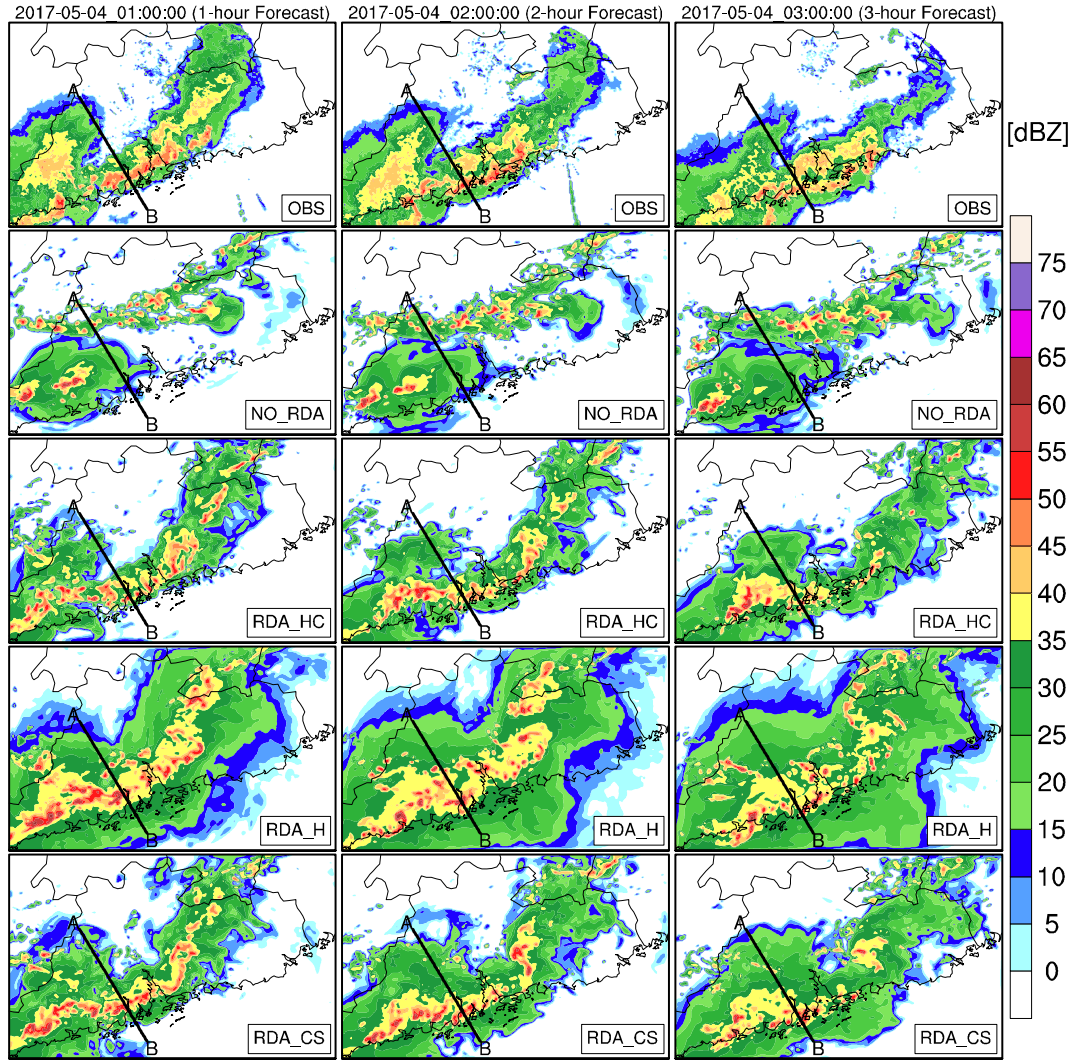 2017-05-04_01:00:00 (1-hour Forecast) 2017-05-04_02:00:00 (2-hour Forecast) 2017-05-04_03:00:00 (3-hour Forecast)
A A A
B B B
OBS OBS OBS
[dBZ]
A A A
B B B
NO_RDA NO_RDA NO_RDA
A A A
B B B
RDA_HC RDA_HC RDA_HC
A A A
B B B
RDA_H RDA_H RDA_H
A A A
B B B
RDA_CS RDA_CS RDA_CS
75
70
65
60
55
50
45
40
35
30
25
20
15
10
5
0